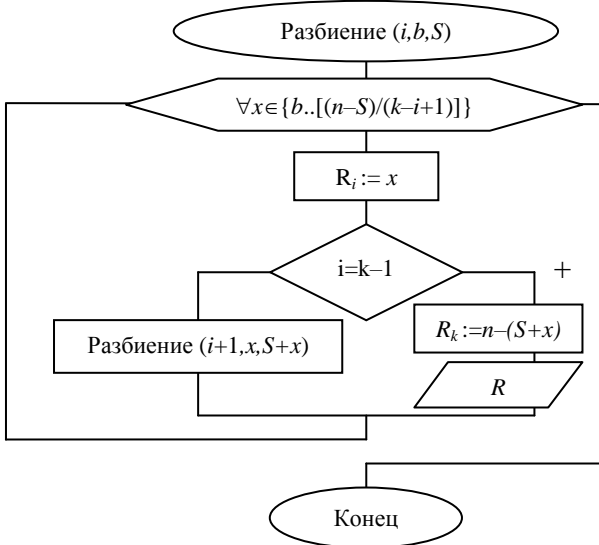 Разбиение (i,b,S)
∀x∈{b..[(n–S)/(k–i+1)]}
Rᵢ := x
i=k–1
+
Разбиение (i+1,x,S+x)
Rₖ:=n–(S+x)
R
Конец